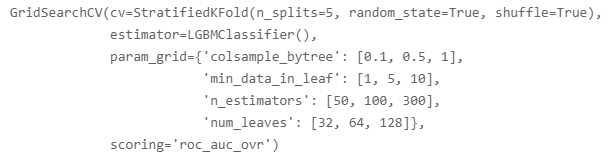 GridSearchCV(cv=StratifiedKFold(n_splits=5, random_state=True, shuffle=True),
             estimator=LGBMClassifier(),
             param_grid={'colsample_bytree': [0.1, 0.5, 1],
                         'min_data_in_leaf': [1, 5, 10],
                         'n_estimators': [50, 100, 300],
                         'num_leaves': [32, 64, 128]},
             scoring='roc_auc_ovr')